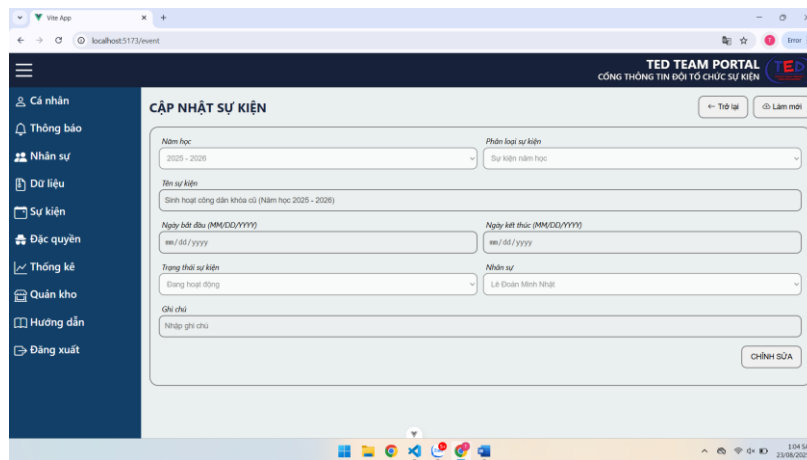 Vite App
localhost:5173/event
Error
TED TEAM PORTAL
CỔNG THÔNG TIN ĐỘI TỔ CHỨC SỰ KIỆN
TED
Cá nhân
Thông báo
Nhân sự
Dữ liệu
Sự kiện
Đặc quyền
Thống kê
Quản kho
Hướng dẫn
Đăng xuất
CẬP NHẬT SỰ KIỆN
← Trở lại
Làm mới
Năm học
Phân loại sự kiện
2025 - 2026
Sự kiện năm học
Tên sự kiện
Sinh hoạt công dân khóa cũ (Năm học 2025 - 2026)
Ngày bắt đầu (MM/DD/YYYY)
Ngày kết thúc (MM/DD/YYYY)
mm/dd/yyyy
mm/dd/yyyy
Trạng thái sự kiện
Nhân sự
Đang hoạt động
Lê Đoàn Minh Nhật
Ghi chú
Nhập ghi chú
CHỈNH SỬA